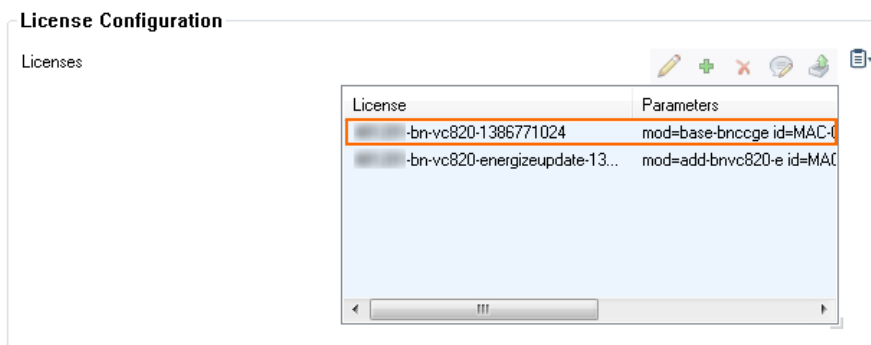 License Configuration
Licenses
License Parameters
-bn-vc820-1386771024 mod=base-bnccge id=MAC-
-bn-vc820-energizeupdate-13... mod=add-bnvc820-e id=MAC